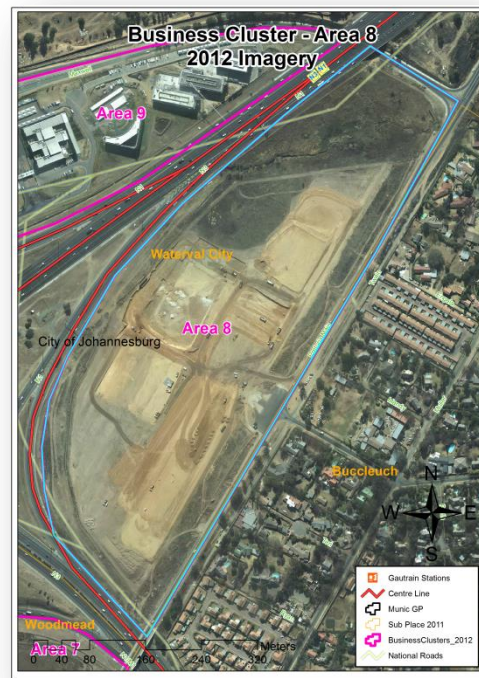 Business Cluster - Area 8
2012 Imagery
Area 9
Waterval City
Area 8
City of Johannesburg
Buccleuch
N
W E
S
Woodmead
Area 7
Meters
0 40 80 160 240 320
Gautrain Stations
Centre Line
Munic GP
Sub Place 2011
BusinessClusters_2012
National Roads